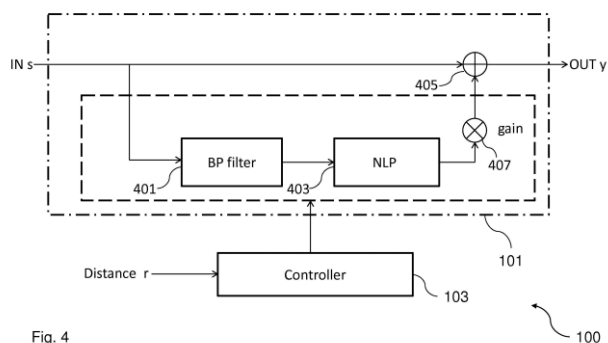 IN s
405
OUT y
gain
407
BP filter
NLP
401
403
101
Distance r
Controller
103
Fig. 4
100